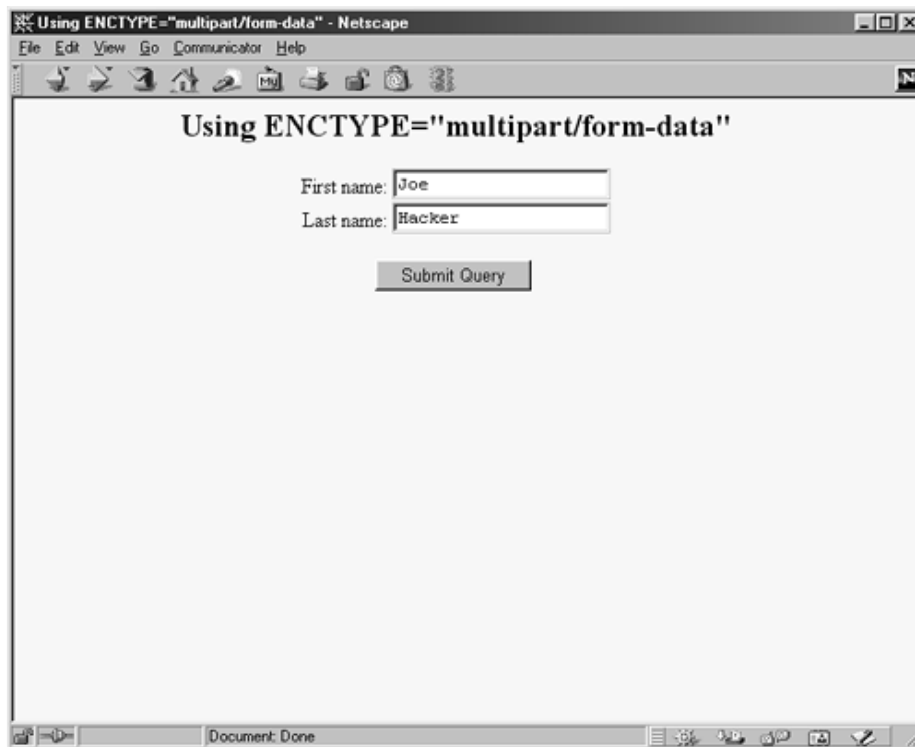 Using ENCTYPE="multipart/form-data" - Netscape
File Edit View Go Communicator Help
My
N
Using ENCTYPE="multipart/form-data"
First name: Joe
Last name: Hacker
Submit Query
Document: Done